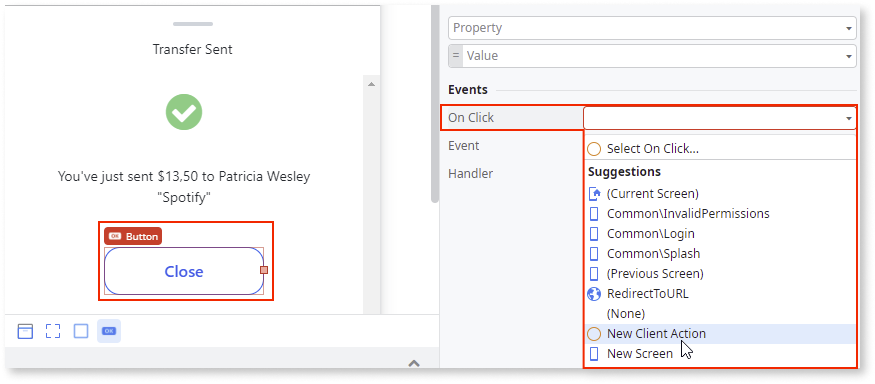 Transfer Sent
You've just sent $13,50 to Patricia Wesley
"Spotify"
OK Button
Close
OK
Property
= Value
Events
On Click
Event
Handler
Select On Click...
Suggestions
(Current Screen)
Common\InvalidPermissions
Common\Login
Common\Splash
(Previous Screen)
RedirectToURL
(None)
New Client Action
New Screen